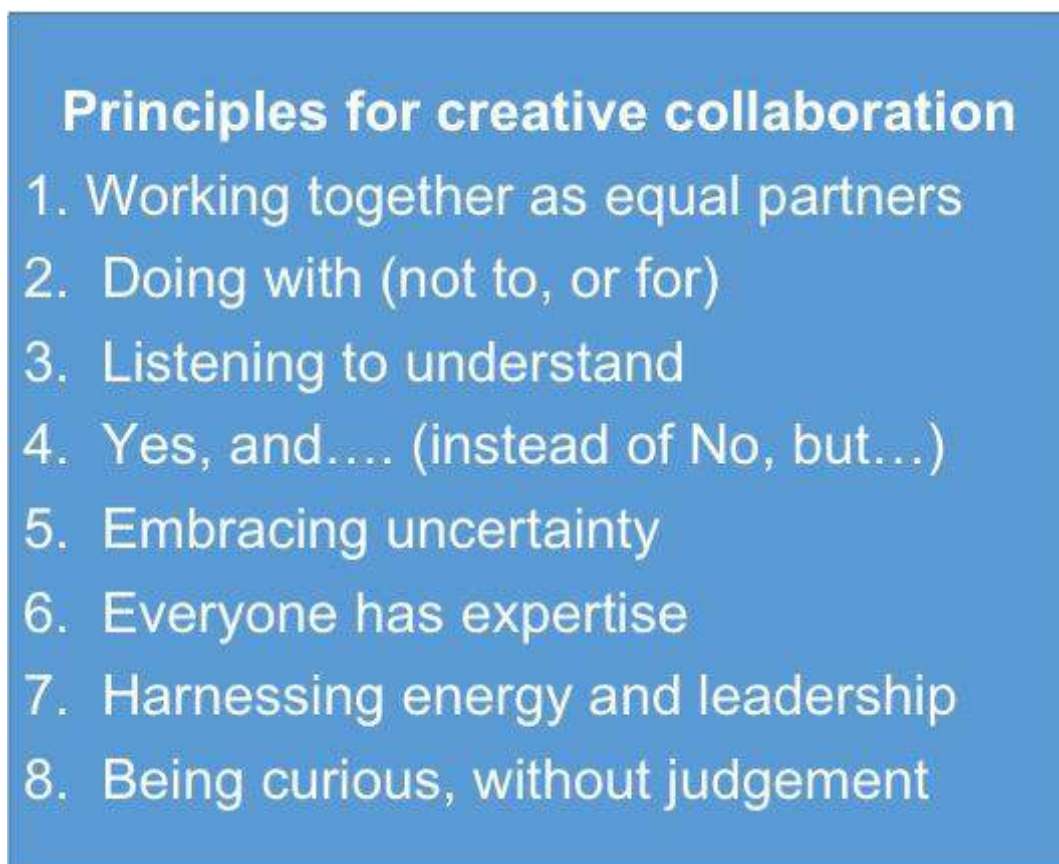 Principles for creative collaboration
1. Working together as equal partners
2. Doing with (not to, or for)
3. Listening to understand
4. Yes, and…. (instead of No, but…)
5. Embracing uncertainty
6. Everyone has expertise
7. Harnessing energy and leadership
8. Being curious, without judgement